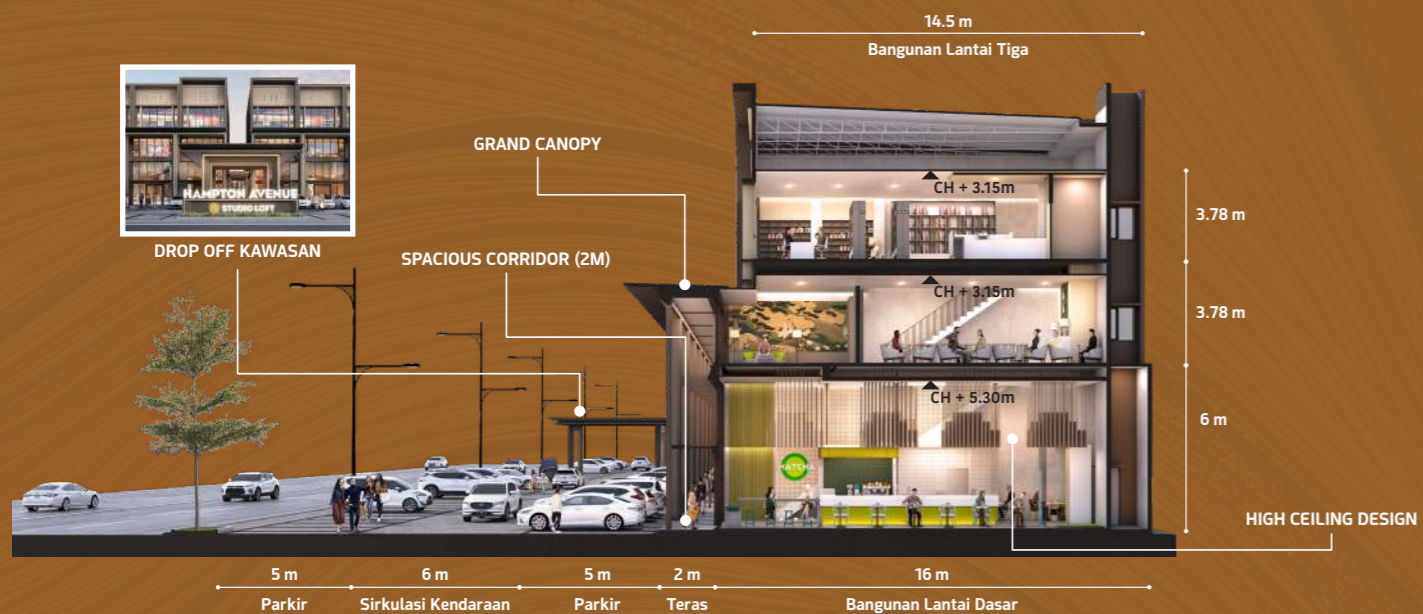 14.5 m
Bangunan Lantai Tiga
HAMPTON AVENUE
STUDIO LOFT
DROP OFF KAWASAN
GRAND CANOPY
SPACIOUS CORRIDOR (2M)
CH + 3.15m
3.78 m
CH + 3.15m
3.78 m
CH + 5.30m
6 m
MATCHA
HIGH CEILING DESIGN
5 m
Parkir
6 m
Sirkulasi Kendaraan
5 m
Parkir
2 m
Teras
16 m
Bangunan Lantai Dasar